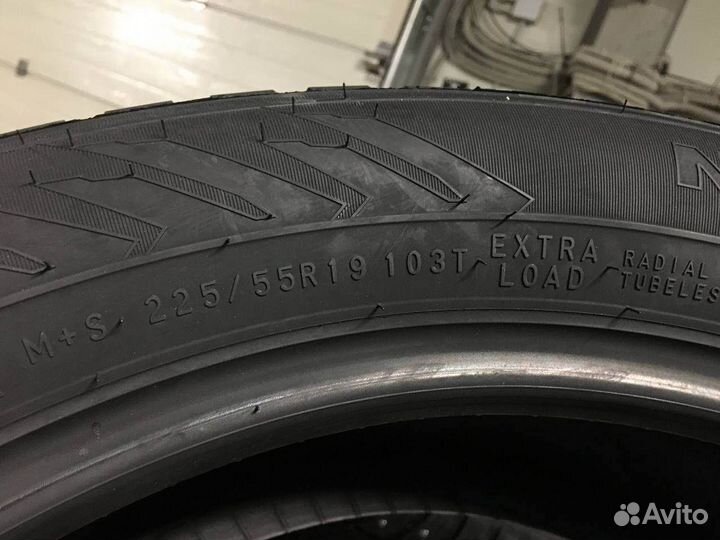 M+S 225/55R19 103T EXTRA LOAD
RADIAL
TUBELES
Avito